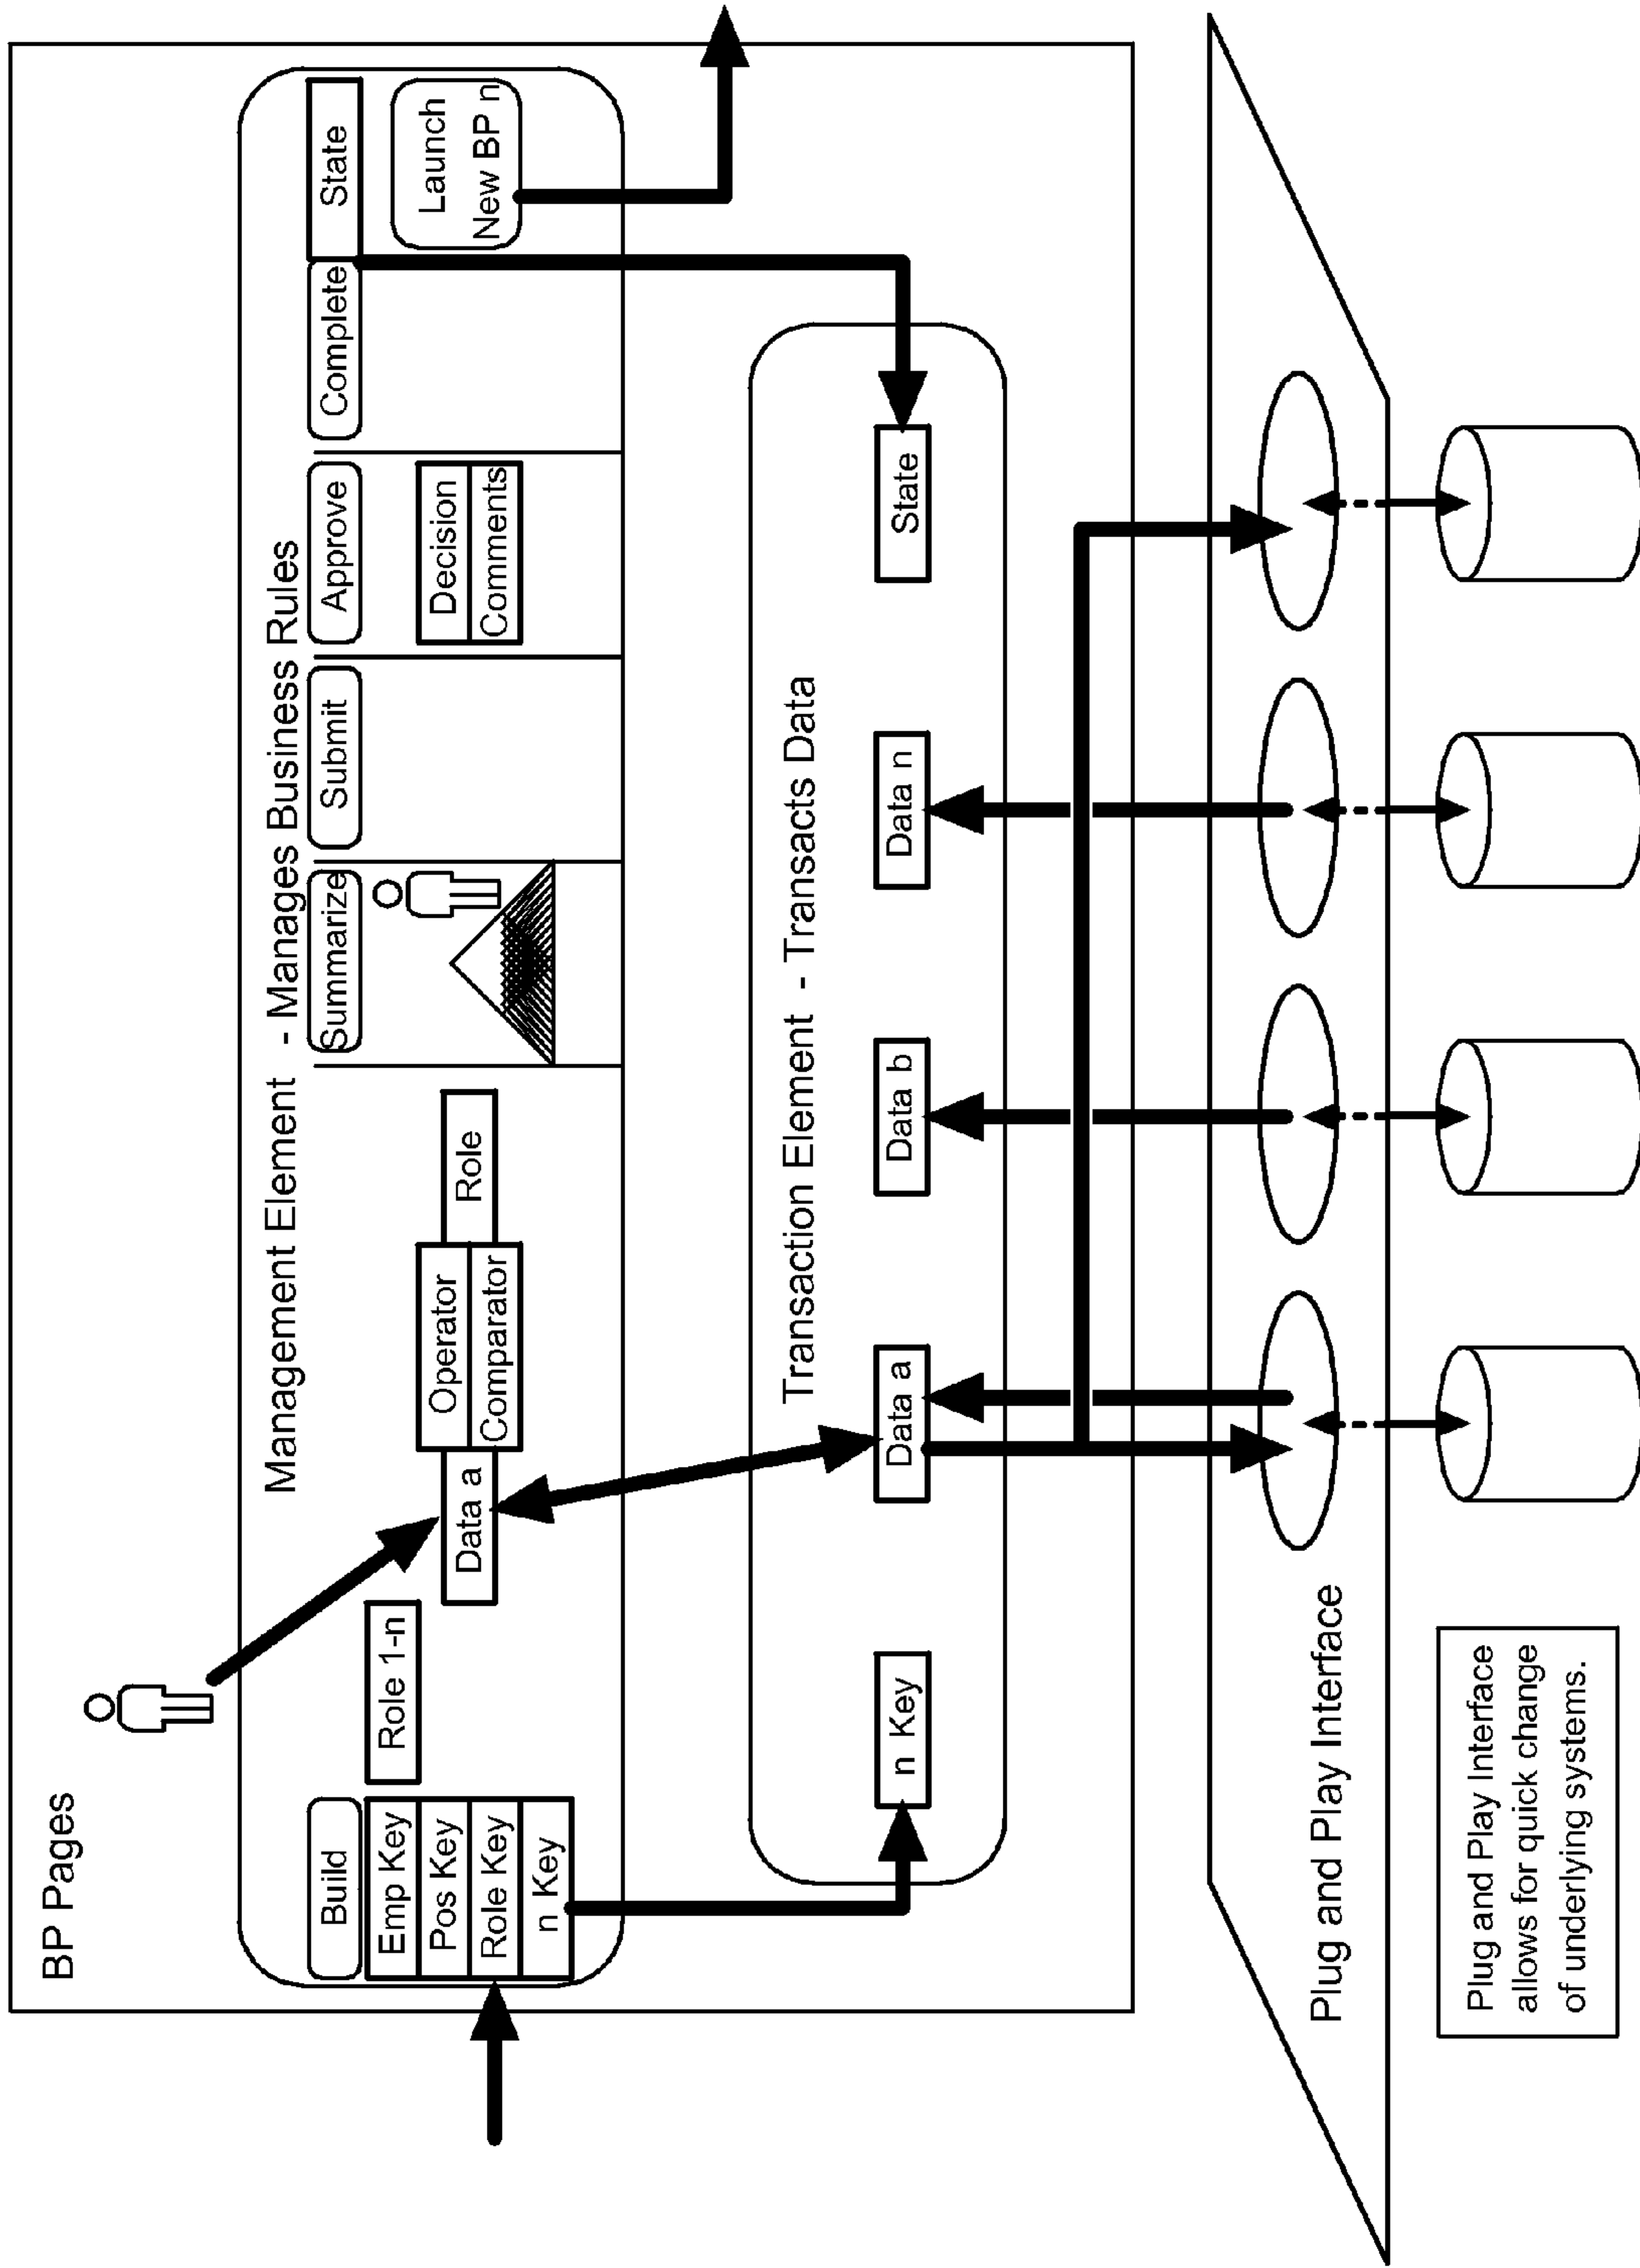 BP Pages
Management Element - Manages Business Rules
Build
Summarize
Submit
Approve
Complete
State
Emp Key
Pos Key
Role Key
n Key
Role 1-n
Data a
Operator
Comparator
Role
Decision
Comments
Launch
New BP n
Transaction Element - Transacts Data
n Key
Data a
Data b
Data n
State
Plug and Play Interface
Plug and Play Interface
allows for quick change
of underlying systems.